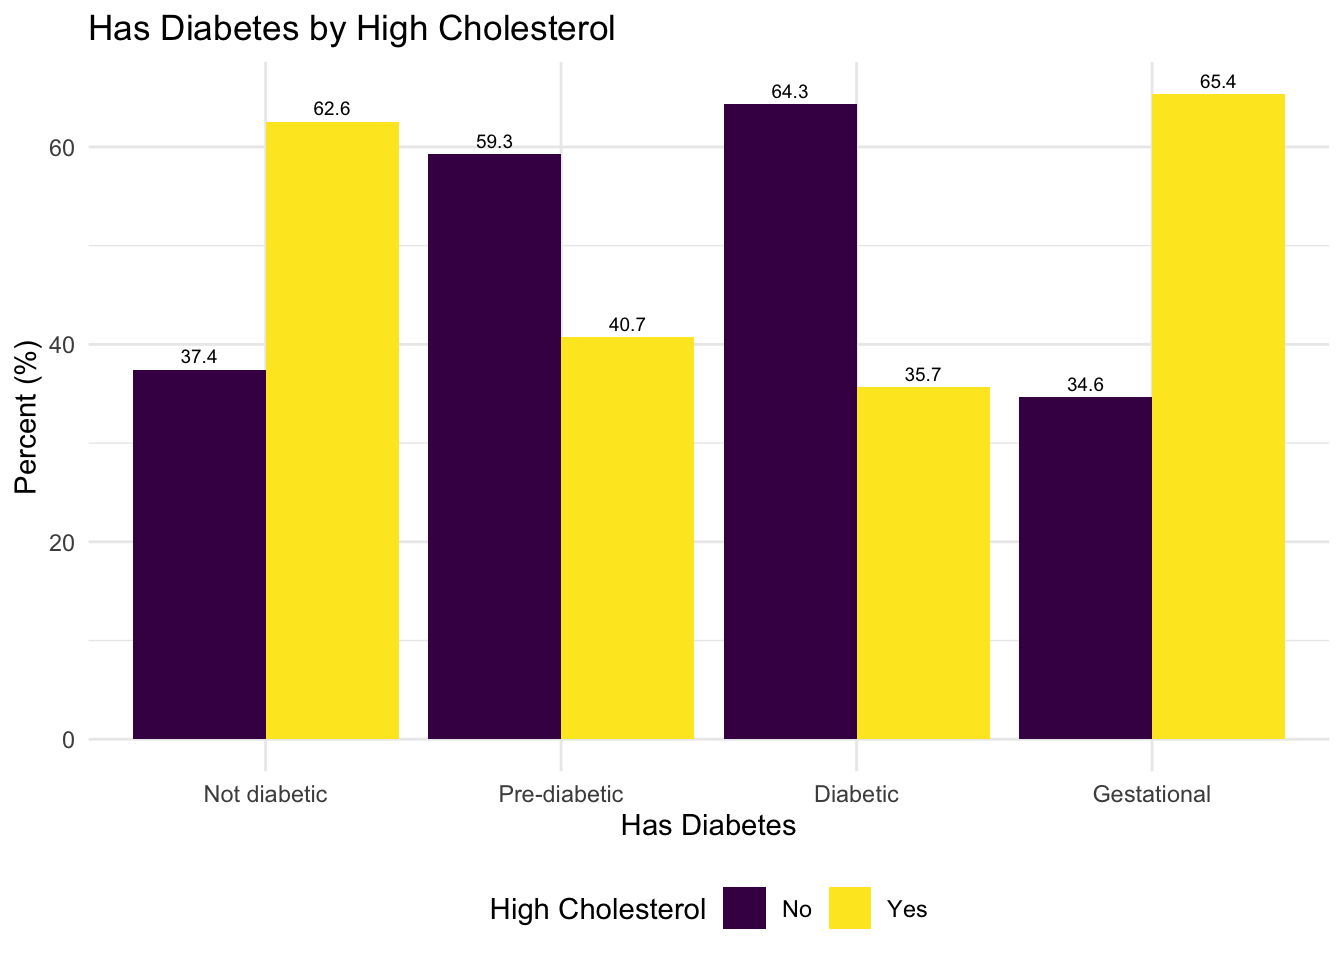 Has Diabetes by High Cholesterol
65.4
64.3
62.6
59.3
40.7
37.4
35.7
34.6
60
40
20
0
Percent (%)
Not diabetic Pre-diabetic Diabetic Gestational
Has Diabetes
High Cholesterol No Yes